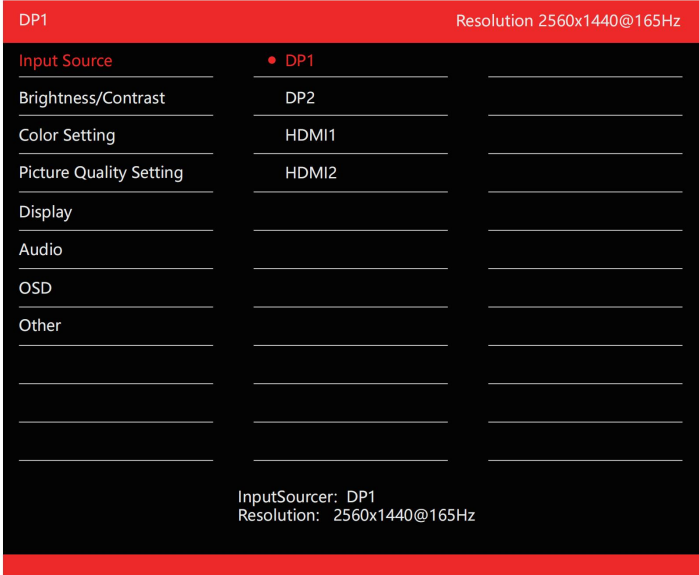 DP1 Resolution 2560x1440@165Hz
Input Source DP1
Brightness/Contrast DP2
Color Setting HDMI1
Picture Quality Setting HDMI2
Display
Audio
OSD
Other
InputSourcer: DP1
Resolution: 2560x1440@165Hz